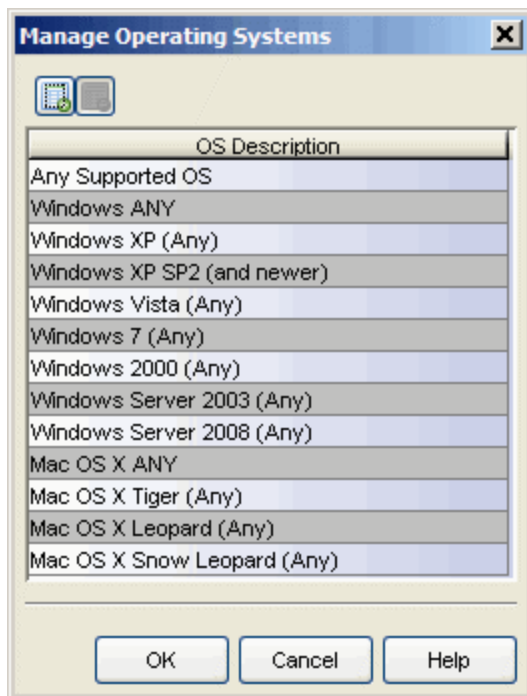 Manage Operating Systems
OS Description
Any Supported OS
Windows ANY
Windows XP (Any)
Windows XP SP2 (and newer)
Windows Vista (Any)
Windows 7 (Any)
Windows 2000 (Any)
Windows Server 2003 (Any)
Windows Server 2008 (Any)
Mac OS X ANY
Mac OS X Tiger (Any)
Mac OS X Leopard (Any)
Mac OS X Snow Leopard (Any)
OK Cancel Help